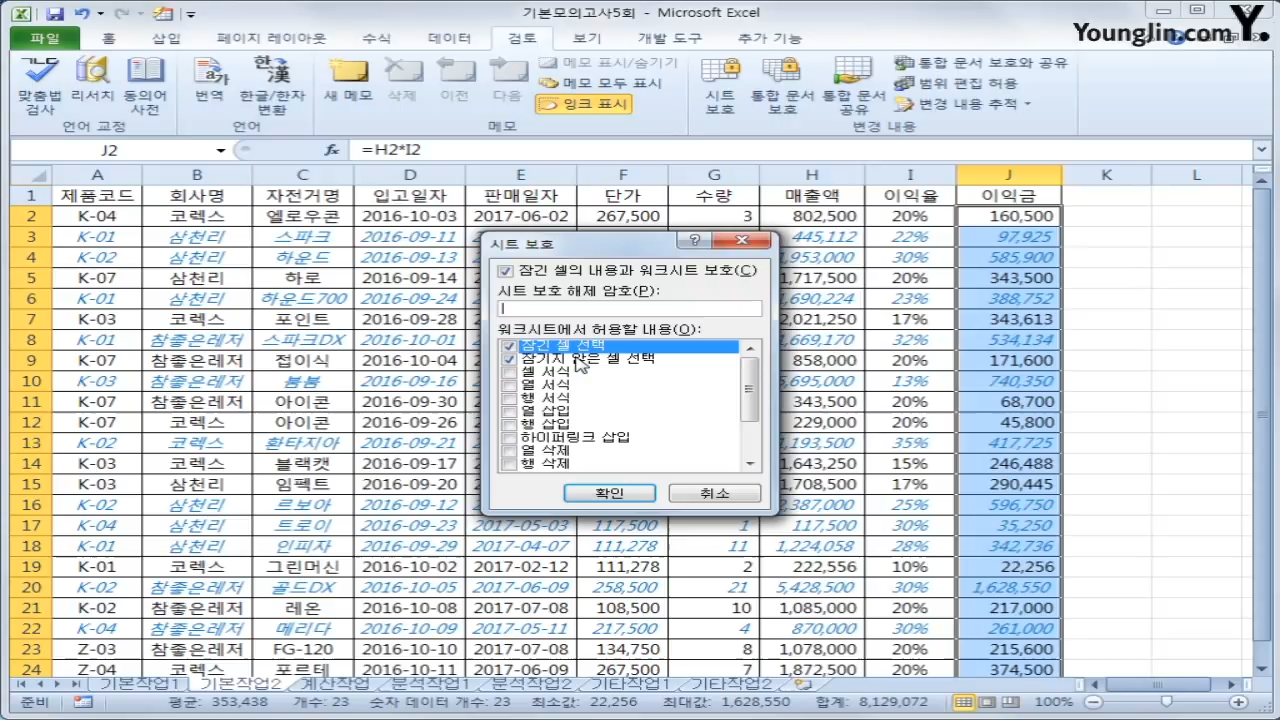 기본모의고사5회 - Microsoft Excel
Younglin.com Y.
파일 홈 삽입 페이지 레이아웃 수식 데이터 검토 보기 개발 도구 추가 기능
맞춤법 검사 리서치 동의어 사전 번역 한글/한자 변환 새 메모 삭제 이전 다음 메모 표시/숨기기 메모 모두 표시 잉크 표시 시트 보호 통합 문서 보호 통합 문서 공유 통합 문서 보호와 공유 범위 편집 허용 변경 내용 추적
언어 교정 언어 메모 변경 내용
J2 fx =H2*I2
A B C D E F G H I J K L
1 제품코드 회사명 자전거명 입고일자 판매일자 단가 수량 매출액 이익율 이익금
2 K-04 코렉스 엘로우콘 2016-10-03 2017-06-02 267,500 3 802,500 20% 160,500
3 K-01 삼천리 스파크 2016-09-11 445,112 22% 97,925
4 K-02 삼천리 하운드 2016-09-13 ,953,000 30% 585,900
5 K-07 삼천리 하로 2016-09-14 1,717,500 20% 343,500
6 K-01 삼천리 하운드700 2016-09-24 ,690,224 23% 388,752
7 K-03 코렉스 포인트 2016-09-28 2,021,250 17% 343,613
8 K-01 참좋은레저 스파크DX 2016-09-01 ,669,170 32% 534,134
9 K-07 참좋은레저 접이식 2016-10-04 858,000 20% 171,600
10 K-03 참좋은레저 붐붐 2016-09-16 5,695,000 13% 740,350
11 K-07 참좋은레저 아이콘 2016-09-30 343,500 20% 68,700
12 K-07 코렉스 아이콘 2016-09-26 229,000 20% 45,800
13 K-02 코렉스 환타지아 2016-09-21 1,193,500 35% 417,725
14 K-03 코렉스 블랙캣 2016-09-17 1,643,250 15% 246,488
15 K-03 삼천리 임펙트 2016-09-20 1,708,500 17% 290,445
16 K-02 삼천리 르보아 2016-09-12 2,387,000 25% 596,750
17 K-04 삼천리 트로이 2016-09-23 2017-05-03 117,500 1 117,500 30% 35,250
18 K-01 삼천리 인피자 2016-09-29 2017-04-07 111,278 11 1,224,058 28% 342,736
19 K-01 코렉스 그린머신 2016-10-07 2017-02-12 111,278 2 222,556 10% 22,256
20 K-02 참좋은레저 골드DX 2016-10-05 2017-06-09 258,500 21 5,428,500 30% 1,628,550
21 K-02 참좋은레저 레온 2016-10-08 2017-07-08 108,500 10 1,085,000 20% 217,000
22 K-04 참좋은레저 메리다 2016-10-09 2017-05-11 217,500 4 870,000 30% 261,000
23 Z-03 참좋은레저 FG-120 2016-10-10 2017-07-08 134,750 8 1,078,000 20% 215,600
24 Z-04 코렉스 포르테 2016-10-11 2017-06-09 267,500 7 1,872,500 20% 374,500
시트 보호
잠긴 셀의 내용과 워크시트 보호(C)
시트 보호 해제 암호(P):
워크시트에서 허용할 내용(O):
잠긴 셀 선택
잠기지 않은 셀 선택
셀 서식
열 서식
행 서식
열 삽입
행 삽입
하이퍼링크 삽입
열 삭제
행 삭제
확인 취소
기본작업1 기본작업2 계산작업 분석작업1 분석작업2 기타작업1 기타작업2
준비 평균: 353,438 개수: 23 숫자 데이터 개수: 23 최소값: 22,256 최대값: 1,628,550 합계: 8,129,072 100%